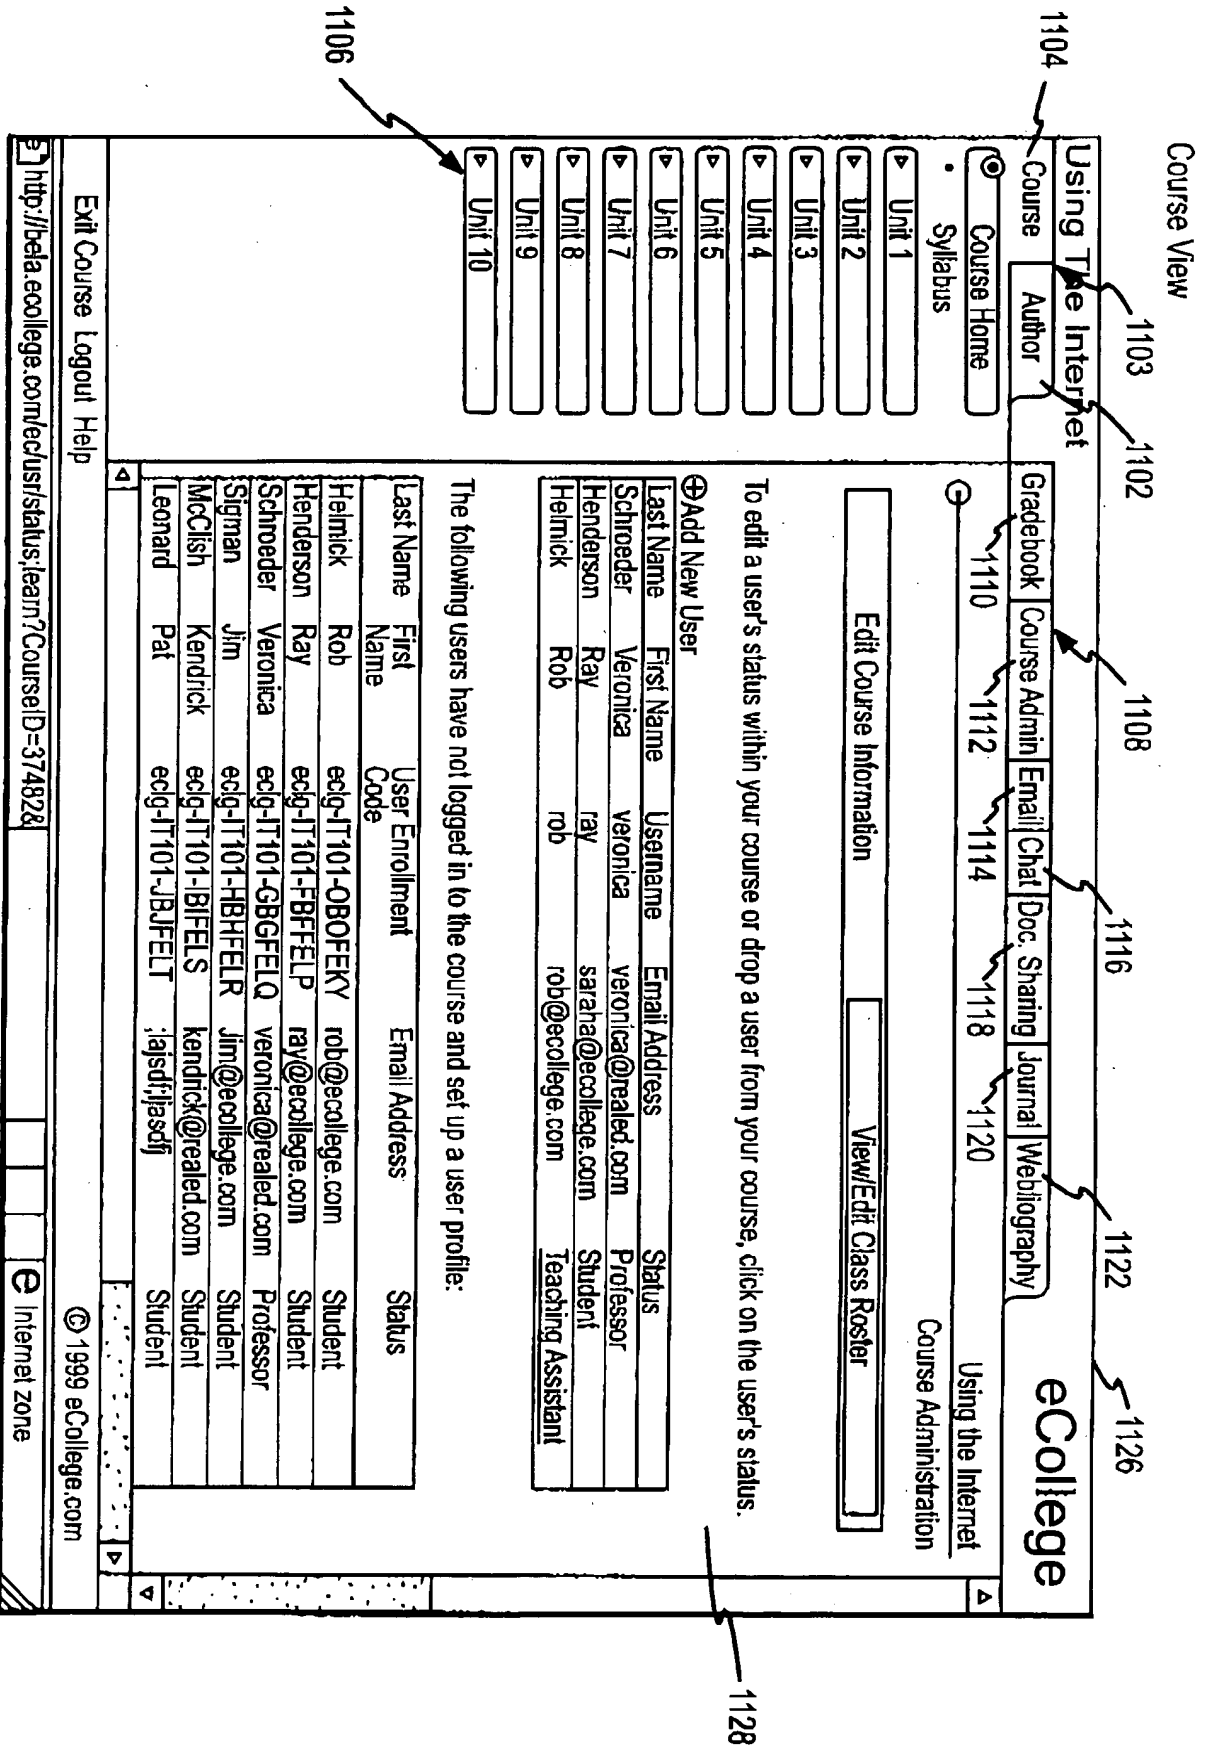 Course View
1103
1102
1108
1116
1122
1126
1104
Using The Internet
eCollege
Course Author Gradebook Course Admin Email Chat Doc. Sharing Journal Webliography
1110 1112 1114 1118 1120
Course Home
Syllabus
Unit 1
Unit 2
Unit 3
Unit 4
Unit 5
Unit 6
Unit 7
Unit 8
Unit 9
Unit 10
1106
Using the Internet
Course Administration
Edit Course Information View/Edit Class Roster
To edit a user's status within your course or drop a user from your course, click on the user's status.
1128
Add New User
Last Name First Name Username Email Address Status
Schroeder Veronica veronica veronica@realed.com Professor
Henderson Ray ray saraha@ecollege.com Student
Helmick Rob rob rob@ecollege.com Teaching Assistant
The following users have not logged in to the course and set up a user profile:
Last Name First Name User Enrollment Code Email Address Status
Helmick Rob eclg-IT101-OBOFEKY rob@ecollege.com Student
Henderson Ray eclg-IT101-FBFFELP ray@ecollege.com Student
Schroeder Veronica eclg-IT101-GBGFELQ veronica@realed.com Professor
Sigman Jim eclg-IT101-HBHFELR Jim@ecollege.com Student
McClish Kendrick eclg-IT101-IBIFELS kendrick@realed.com Student
Leonard Pat eclg-IT101-JBJFELT ;lajsdf;ljasdfj Student
Exit Course Logout Help
© 1999 eCollege.com
http://bela.ecollege.com/ec/usr/status;learn?CourseID=37482&
Internet zone